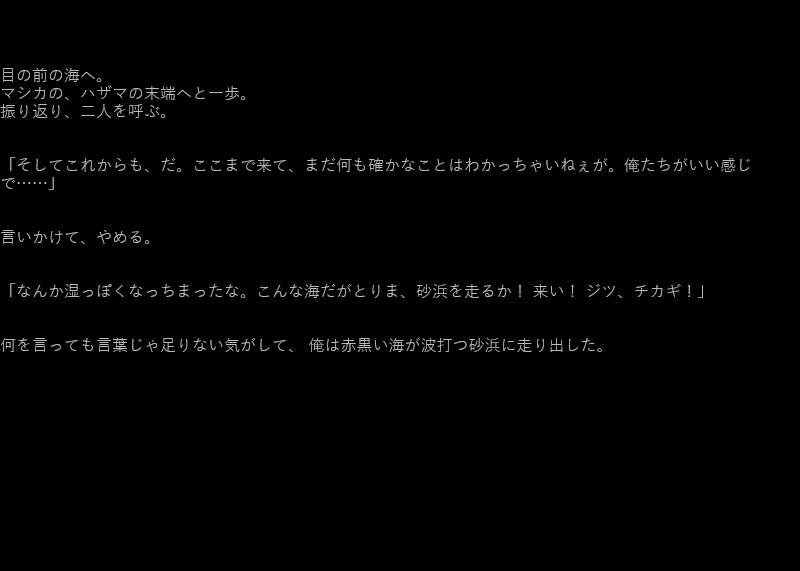 目の前の海へ。
マシカの、ハザマの末端へと一歩。
振り返り、二人を呼ぶ。
「そしてこれからも、だ。ここまで来て、まだ何も確かなことはわかっちゃいねぇが。俺たちがいい感じ
で……」
言いかけて、やめる。
「なんか湿っぽくなっちまったな。こんな海だがとりま、砂浜を走るか！ 来い！ ジツ、チカギ！」
何を言っても言葉じゃ足りない気がして、 俺は赤黒い海が波打つ砂浜に走り出した。